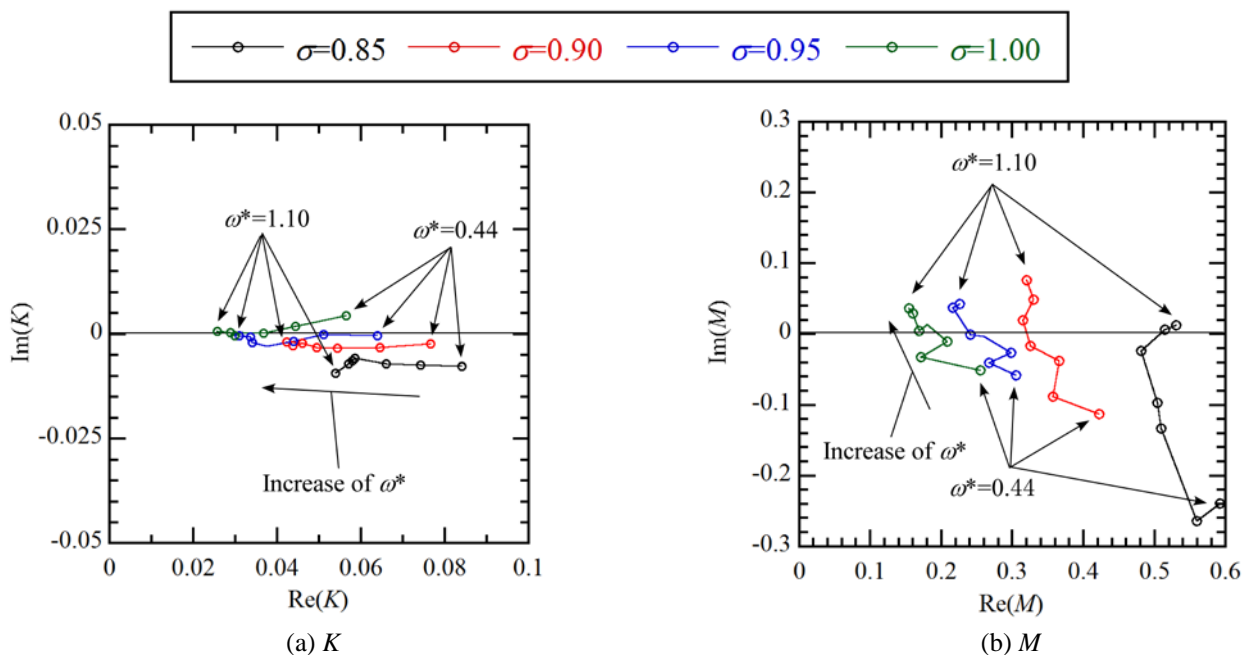 σ=0.85 σ=0.90 σ=0.95 σ=1.00
0.05
0.025
0
-0.025
-0.05
Im(K)
ω*=1.10
ω*=0.44
Increase of ω*
0 0.02 0.04 0.06 0.08 0.1
Re(K)
(a) K
0.3
0.2
0.1
0
-0.1
-0.2
-0.3
Im(M)
ω*=1.10
Increase of ω*
ω*=0.44
0 0.1 0.2 0.3 0.4 0.5 0.6
Re(M)
(b) M